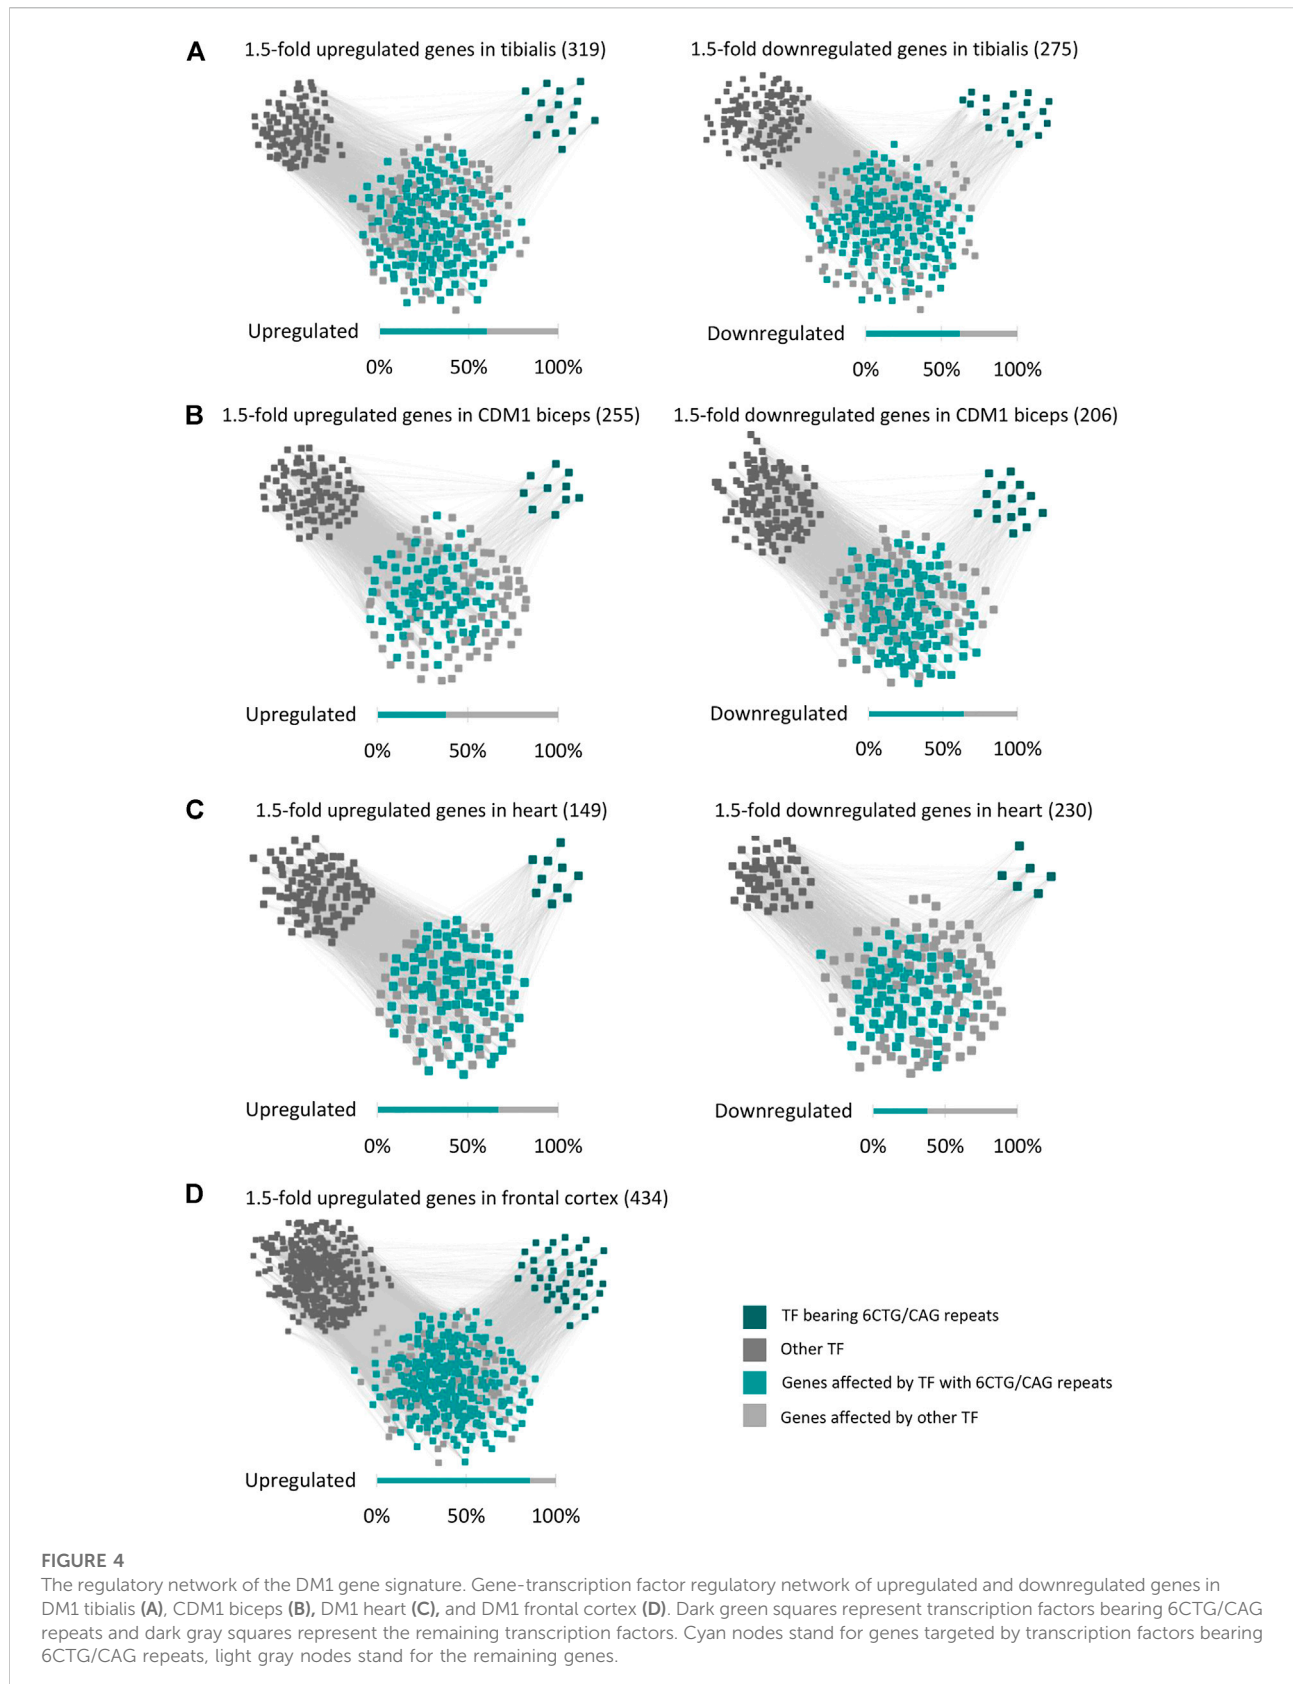 A
1.5-fold upregulated genes in tibialis (319)
1.5-fold downregulated genes in tibialis (275)
Upregulated
0% 50% 100%
Downregulated
0% 50% 100%
B
1.5-fold upregulated genes in CDM1 biceps (255)
1.5-fold downregulated genes in CDM1 biceps (206)
Upregulated
0% 50% 100%
Downregulated
0% 50% 100%
C
1.5-fold upregulated genes in heart (149)
1.5-fold downregulated genes in heart (230)
Upregulated
0% 50% 100%
Downregulated
0% 50% 100%
D
1.5-fold upregulated genes in frontal cortex (434)
TF bearing 6CTG/CAG repeats
Other TF
Genes affected by TF with 6CTG/CAG repeats
Genes affected by other TF
Upregulated
0% 50% 100%
FIGURE 4
The regulatory network of the DM1 gene signature. Gene-transcription factor regulatory network of upregulated and downregulated genes in
DM1 tibialis (A), CDM1 biceps (B), DM1 heart (C), and DM1 frontal cortex (D). Dark green squares represent transcription factors bearing 6CTG/CAG
repeats and dark gray squares represent the remaining transcription factors. Cyan nodes stand for genes targeted by transcription factors bearing
6CTG/CAG repeats, light gray nodes stand for the remaining genes.